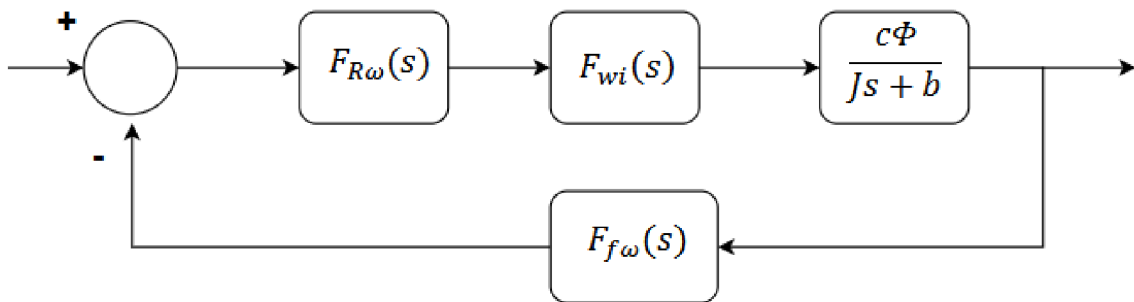 +
F_{Rω}(s)
F_{wi}(s)
cΦ
Js + b
-
F_{fω}(s)